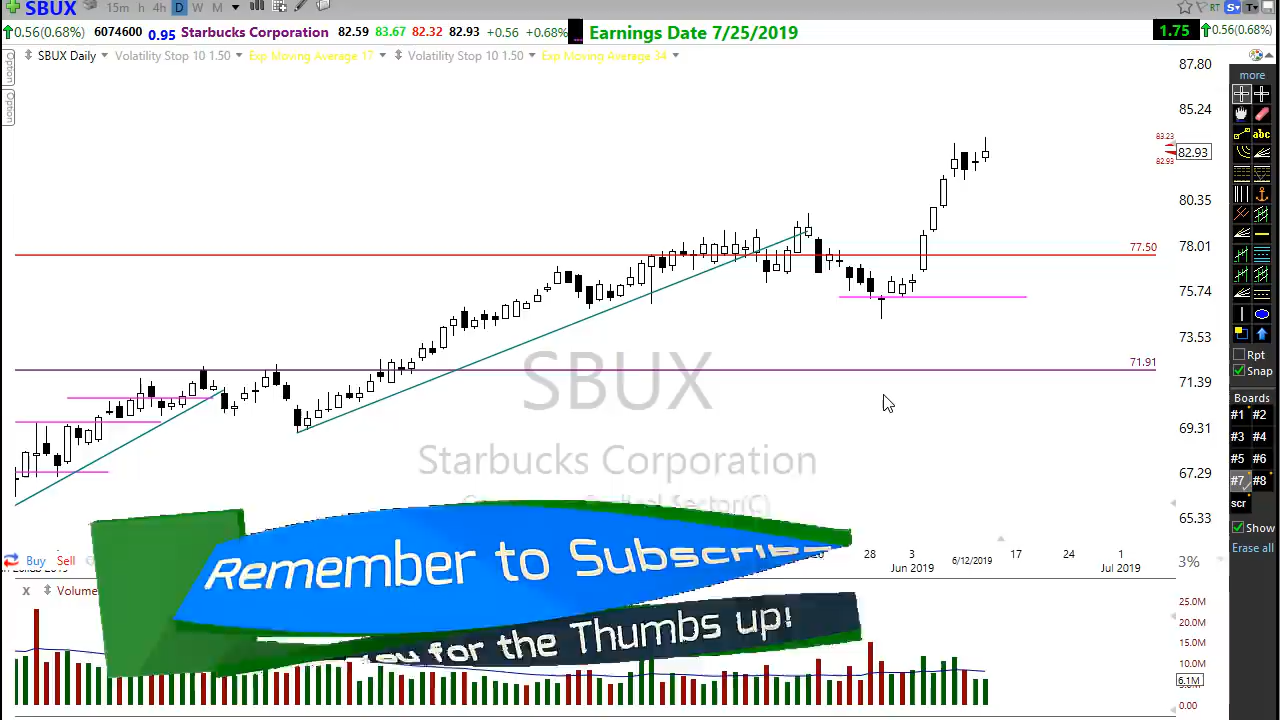 SBUX 15m h 4h D W M RT S T
0.56(0.68%) 6074600 0.95 Starbucks Corporation 82.59 83.67 82.32 82.93 +0.56 +0.68% Earnings Date 7/25/2019 1.75 0.56(0.68%)
SBUX Daily Volatility Stop 10 1.50 Exp Moving Average 17 Volatility Stop 10 1.50 Exp Moving Average 34
Option
Option
87.80
85.24
83.23
82.93
82.93
80.35
77.50
78.01
75.74
73.53
71.91
71.39
69.31
67.29
65.33
SBUX
Starbucks Corporation
more
abc
Rpt
Snap
Boards
#1 #2
#3 #4
#5 #6
#7 #8
scr
Show
Erase all
Buy Sell
28 3 6/12/2019 17 24 1
Jun 2019 Jul 2019
3%
Remember to Subscribe
for the Thumbs up!
x Volume
25.0M
20.0M
15.0M
10.0M
6.1M
0.00